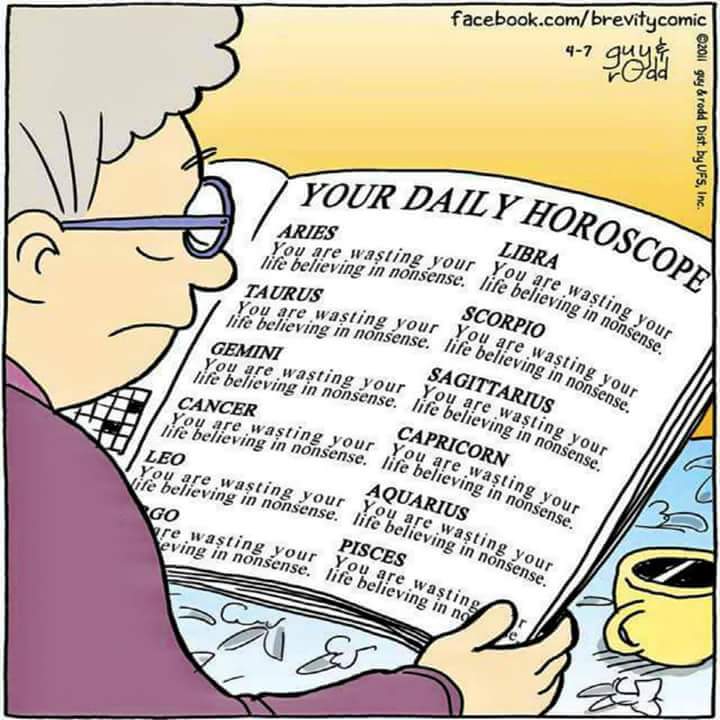 facebook.com/brevitycomic
4-7 guy &
rodd
©2011 guy & rodd Dist. by UFS, Inc.
YOUR DAILY HOROSCOPE
ARIES
You are wasting your
life believing in nonsense.
TAURUS
You are wasting your
life believing in nonsense.
GEMINI
You are wasting your
life believing in nonsense.
CANCER
You are wasting your
life believing in nonsense.
LEO
You are wasting your
life believing in nonsense.
RGO
are wasting your
eving in nonsense.
LIBRA
You are wasting your
life believing in nonsense.
SCORPIO
You are wasting your
life believing in nonsense.
SAGITTARIUS
You are wasting your
life believing in nonsense.
CAPRICORN
You are wasting your
life believing in nonsense.
AQUARIUS
You are wasting your
life believing in nonsense.
PISCES
You are wasting r
life believing in no e.